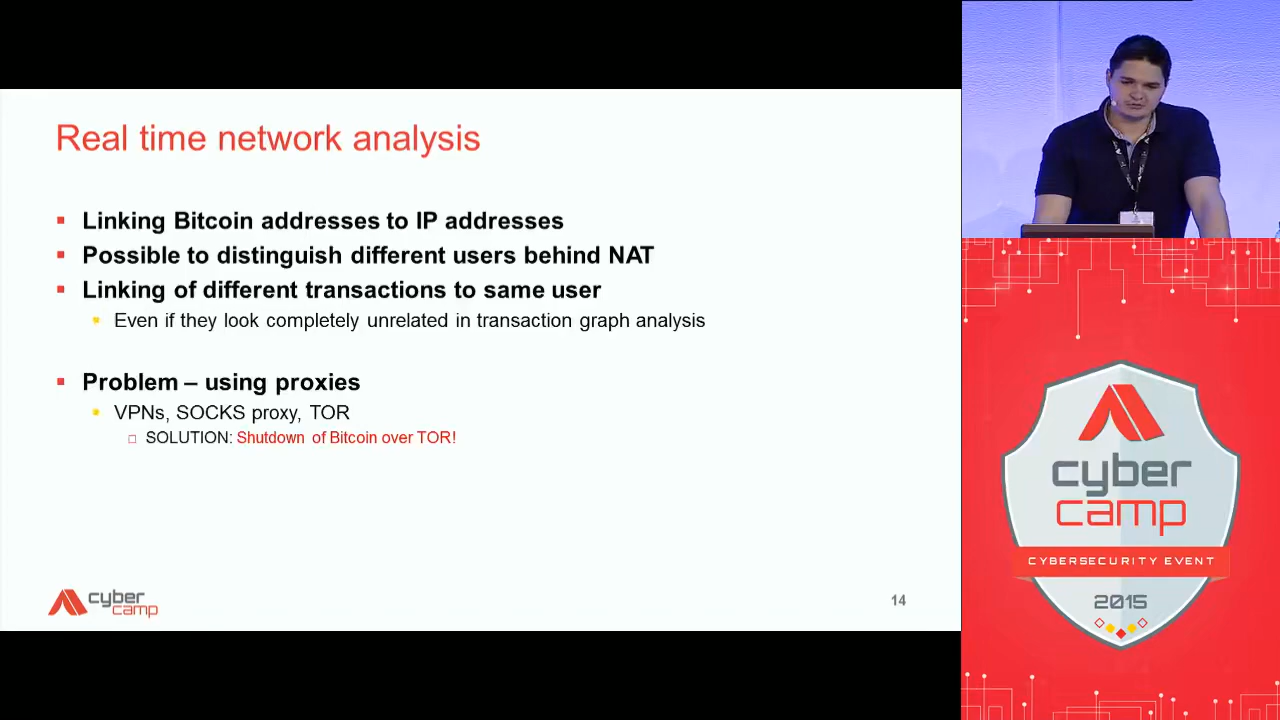 Real time network analysis
Linking Bitcoin addresses to IP addresses
Possible to distinguish different users behind NAT
Linking of different transactions to same user
Even if they look completely unrelated in transaction graph analysis
Problem – using proxies
VPNs, SOCKS proxy, TOR
SOLUTION: Shutdown of Bitcoin over TOR!
cyber
camp
14
cyber
camp
CYBERSECURITY EVENT
2015